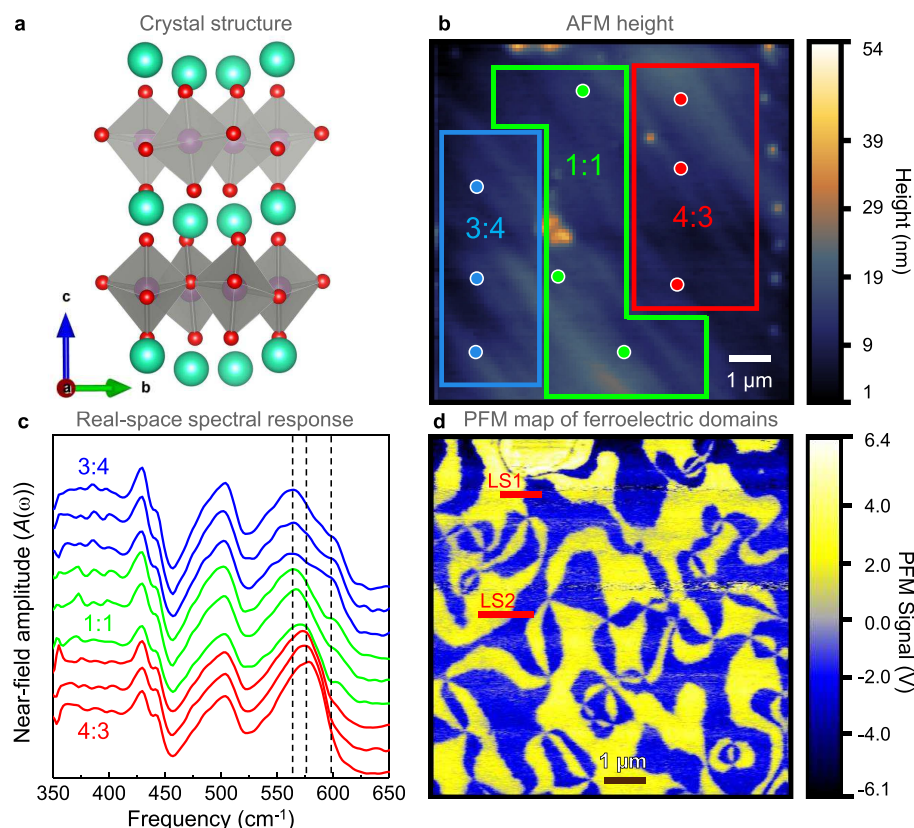 a Crystal structure
c
a
b
b AFM height
1:1
4:3
3:4
1 μm
54
39
29
19
9
1
Height (nm)
c Real-space spectral response
3:4
1:1
4:3
Near-field amplitude (A(ω))
350 400 450 500 550 600 650
Frequency (cm-1)
d PFM map of ferroelectric domains
LS1
LS2
1 μm
6.4
4.0
2.0
0.0
-2.0
-4.0
-6.1
PFM Signal (V)